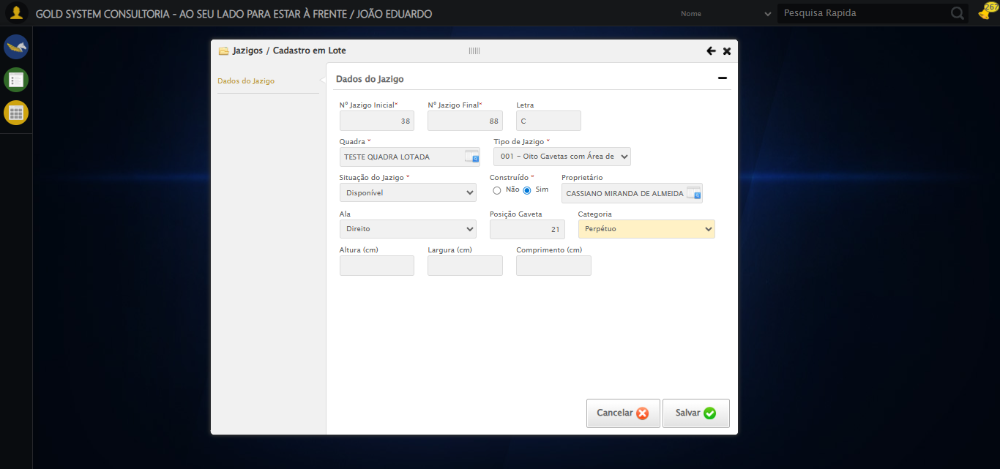 GOLD SYSTEM CONSULTORIA - AO SEU LADO PARA ESTAR À FRENTE / JOÃO EDUARDO
Nome
Pesquisa Rapida
267
Jazigos / Cadastro em Lote
Dados do Jazigo
Dados do Jazigo
Nº Jazigo Inicial* Nº Jazigo Final* Letra
38 88 C
Quadra * Tipo de Jazigo *
TESTE QUADRA LOTADA 001 - Oito Gavetas com Área de
Situação do Jazigo * Construído * Proprietário
Disponível Não Sim CASSIANO MIRANDA DE ALMEIDA
Ala Posição Gaveta Categoria
Direito 21 Perpétuo
Altura (cm) Largura (cm) Comprimento (cm)
Cancelar Salvar